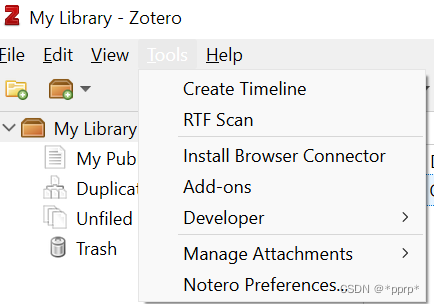 My Library - Zotero
File Edit View Tools Help
Create Timeline
RTF Scan
My Library
Install Browser Connector
My Pub
Duplicat
Add-ons
Unfiled
Developer
Trash
Manage Attachments
Notero Preferences...
CSDN @*pprp*